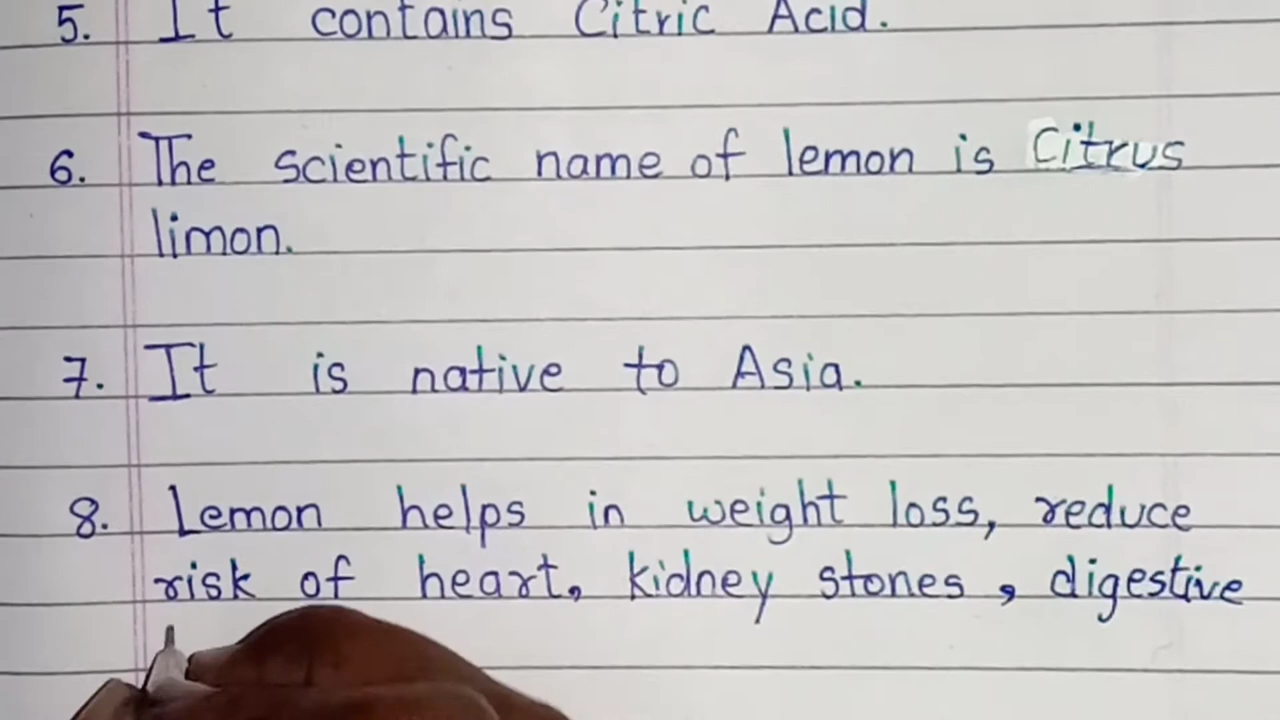 5. It contains Citric Acid.
6. The scientific name of lemon is Citrus
limon.
7. It is native to Asia.
8. Lemon helps in weight loss, reduce
risk of heart, kidney stones, digestive